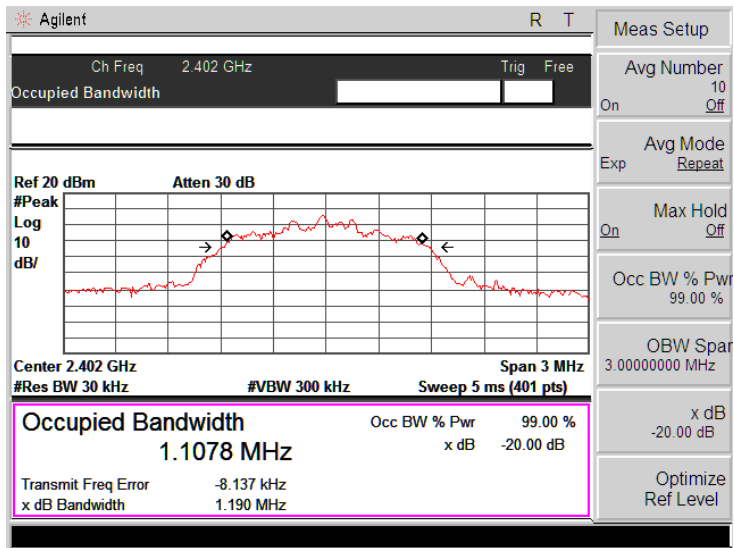 Agilent R T
Ch Freq 2.402 GHz Trig Free
Occupied Bandwidth
Ref 20 dBm Atten 30 dB
#Peak
Log
10
dB/
Center 2.402 GHz Span 3 MHz
#Res BW 30 kHz #VBW 300 kHz Sweep 5 ms (401 pts)
Occupied Bandwidth
1.1078 MHz
Occ BW % Pwr 99.00 %
x dB -20.00 dB
Transmit Freq Error -8.137 kHz
x dB Bandwidth 1.190 MHz
Meas Setup
Avg Number
10
On Off
Avg Mode
Exp Repeat
Max Hold
On Off
Occ BW % Pwr
99.00 %
OBW Spar
3.00000000 MHz
x dB
-20.00 dB
Optimize
Ref Level